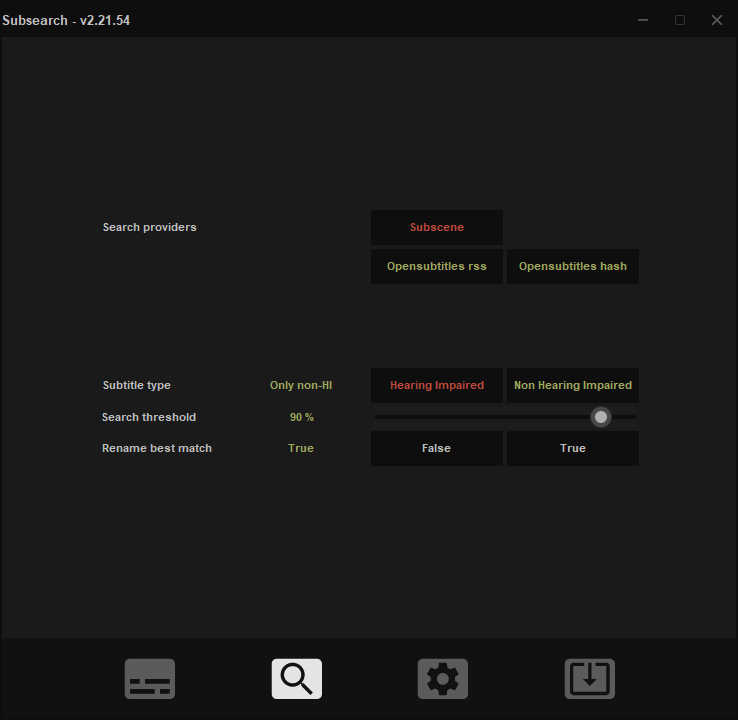 Subsearch - v2.21.54
Search providers Subscene
Opensubtitles rss Opensubtitles hash
Subtitle type Only non-HI Hearing Impaired Non Hearing Impaired
Search threshold 90 %
Rename best match True False True